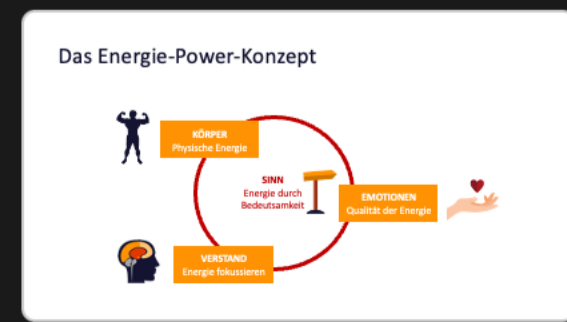 Das Energie-Power-Konzept
KÖRPER
Physische Energie
SINN
Energie durch
Bedeutsamkeit
EMOTIONEN
Qualität der Energie
VERSTAND
Energie fokussieren